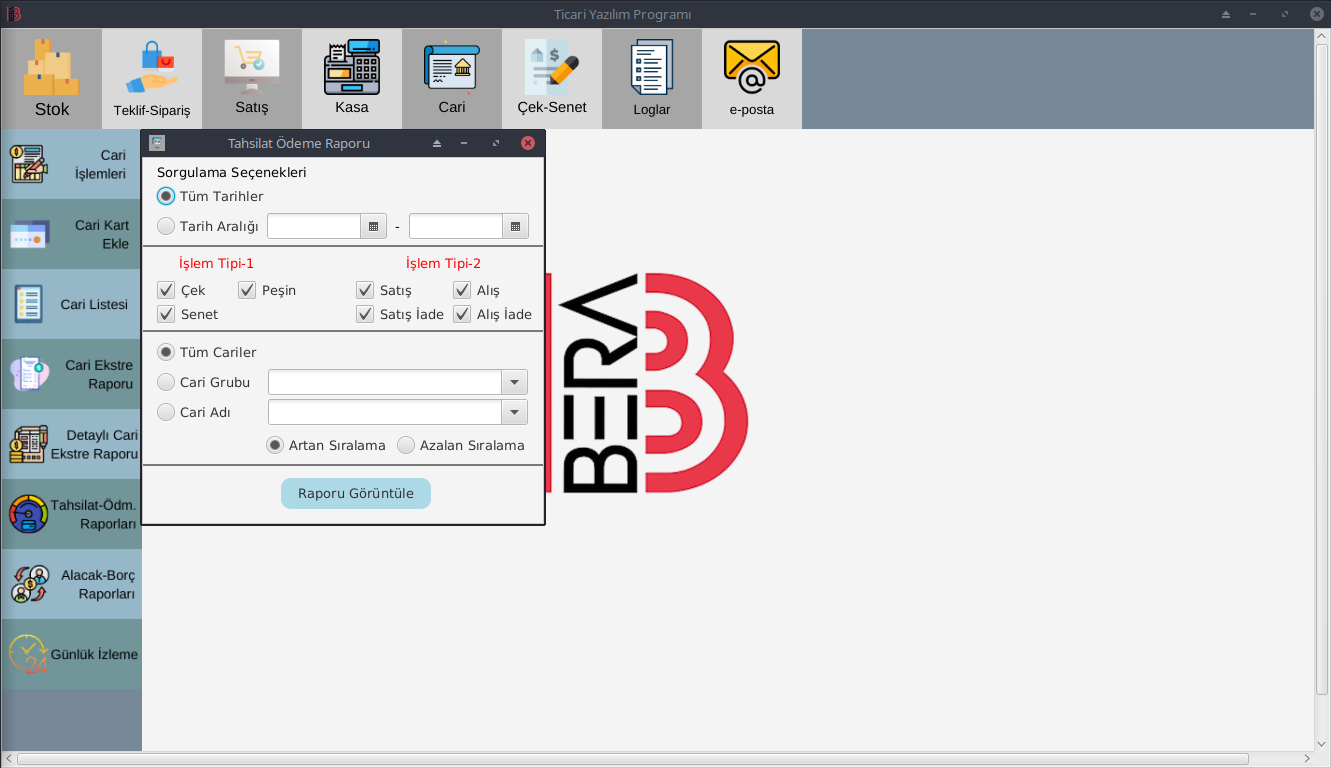 Ticari Yazılım Programı
Stok
Teklif-Sipariş
Satış
Kasa
Cari
Çek-Senet
Loglar
e-posta
Cari
İşlemleri
Cari Kart
Ekle
Cari Listesi
Cari Ekstre
Raporu
Detaylı Cari
Ekstre Raporu
Tahsilat-Ödm.
Raporları
Alacak-Borç
Raporları
24
Günlük İzleme
Tahsilat Ödeme Raporu
Sorgulama Seçenekleri
Tüm Tarihler
Tarih Aralığı -
İşlem Tipi-1 İşlem Tipi-2
Çek Peşin Satış Alış
Senet Satış İade Alış İade
Tüm Cariler
Cari Grubu
Cari Adı
Artan Sıralama Azalan Sıralama
Raporu Görüntüle
BERA